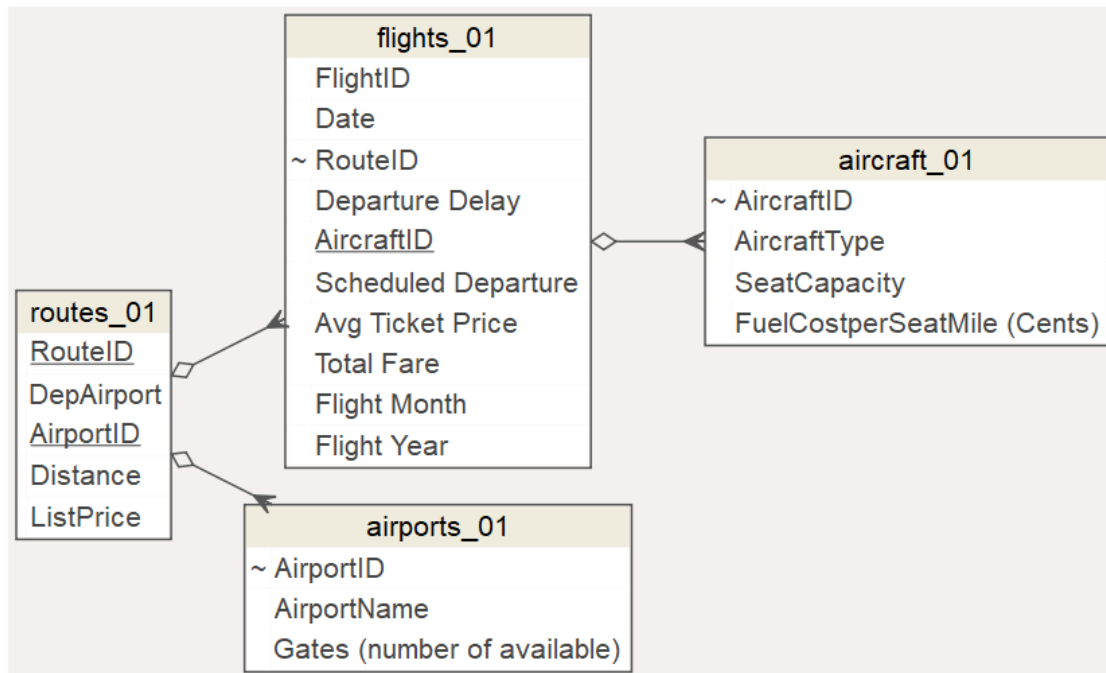 flights_01
FlightID
Date
~ RouteID
Departure Delay
AircraftID
Scheduled Departure
Avg Ticket Price
Total Fare
Flight Month
Flight Year
aircraft_01
~ AircraftID
AircraftType
SeatCapacity
FuelCostperSeatMile (Cents)
routes_01
RouteID
DepAirport
AirportID
Distance
ListPrice
airports_01
~ AirportID
AirportName
Gates (number of available)